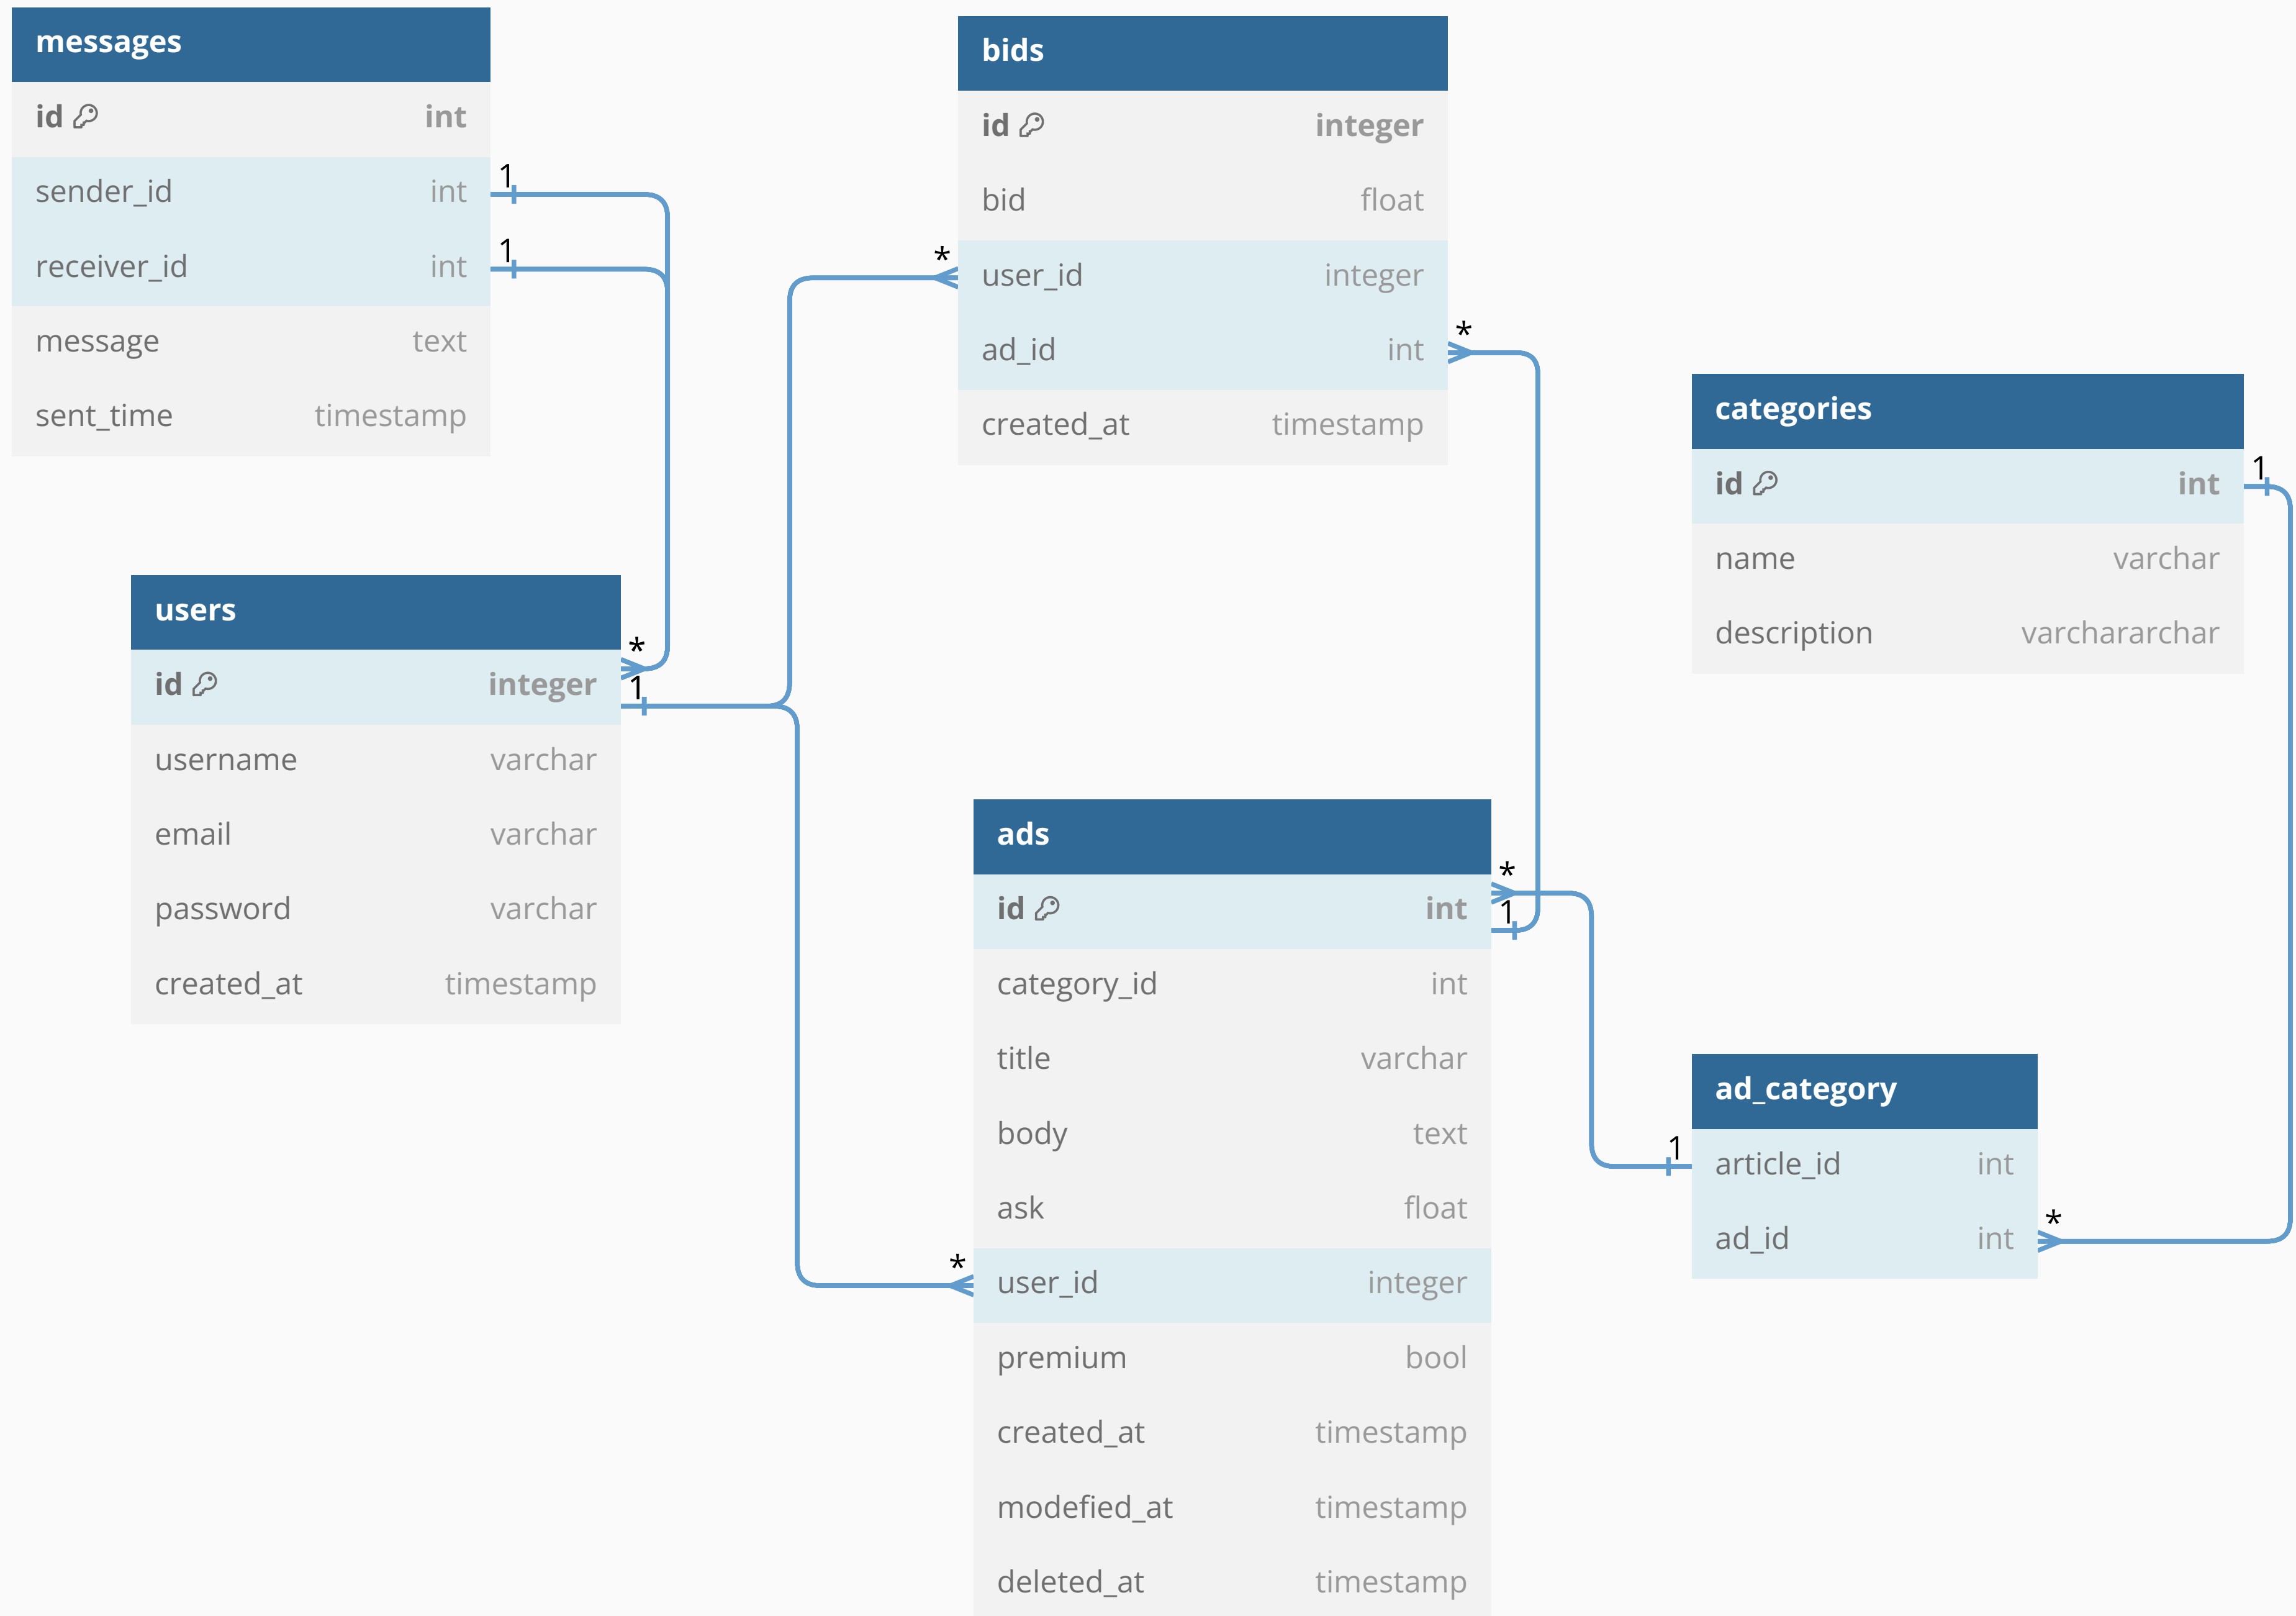 messages
id int
sender_id int
receiver_id int
message text
sent_time timestamp
1
1
bids
id integer
bid float
user_id integer
ad_id int
created_at timestamp
*
*
categories
id int
name varchar
description varchararchar
1
users
id integer
username varchar
email varchar
password varchar
created_at timestamp
*
1
ads
id int
category_id int
title varchar
body text
ask float
user_id integer
premium bool
created_at timestamp
modefied_at timestamp
deleted_at timestamp
*
1
*
ad_category
article_id int
ad_id int
1
*